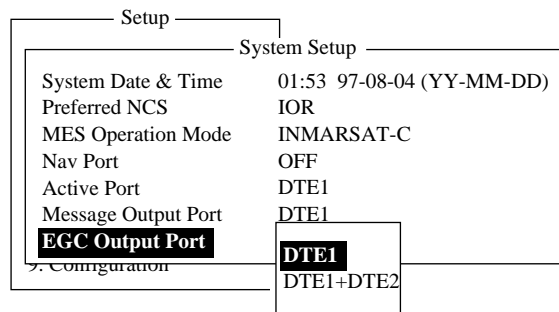 Setup
System Setup
System Date & Time 01:53 97-08-04 (YY-MM-DD)
Preferred NCS IOR
MES Operation Mode INMARSAT-C
Nav Port OFF
Active Port DTE1
Message Output Port DTE1
EGC Output Port
DTE1
9. Configuration
DTE1+DTE2